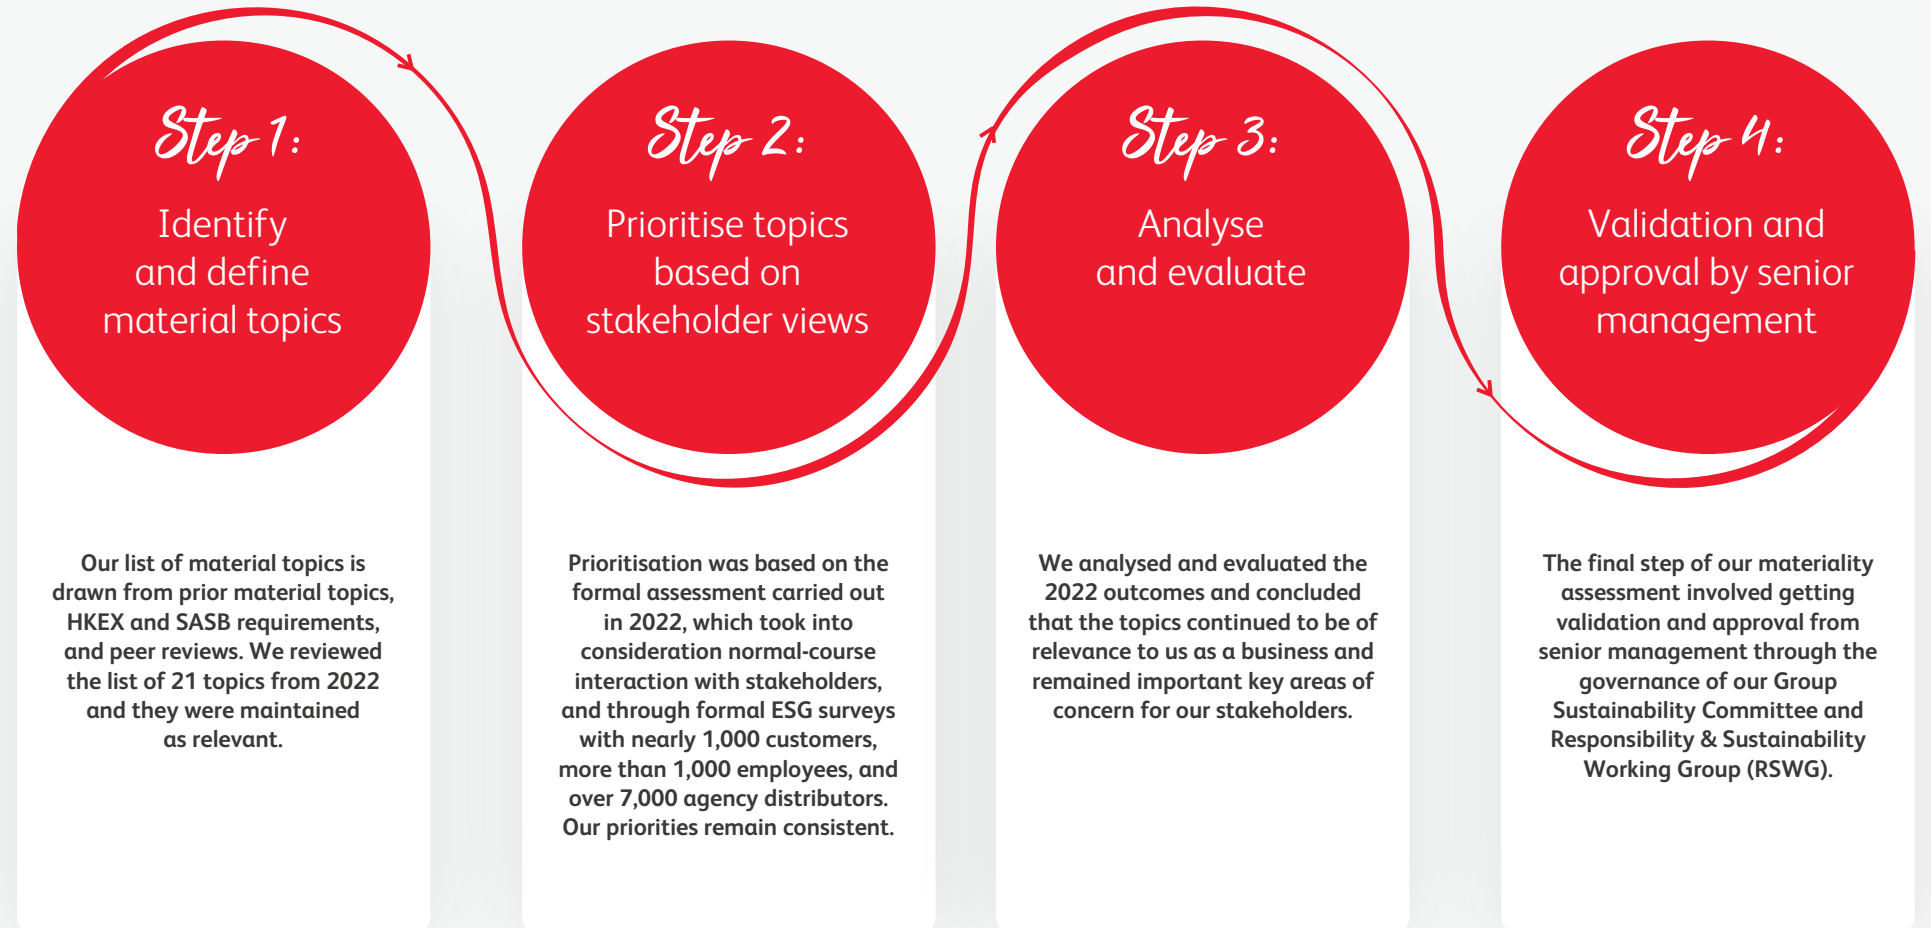 Step 1:
Identify
and define
material topics
Our list of material topics is
drawn from prior material topics,
HKEX and SASB requirements,
and peer reviews. We reviewed
the list of 21 topics from 2022
and they were maintained
as relevant.
Step 2:
Prioritise topics
based on
stakeholder views
Prioritisation was based on the
formal assessment carried out
in 2022, which took into
consideration normal-course
interaction with stakeholders,
and through formal ESG surveys
with nearly 1,000 customers,
more than 1,000 employees, and
over 7,000 agency distributors.
Our priorities remain consistent.
Step 3:
Analyse
and evaluate
We analysed and evaluated the
2022 outcomes and concluded
that the topics continued to be of
relevance to us as a business and
remained important key areas of
concern for our stakeholders.
Step 4:
Validation and
approval by senior
management
The final step of our materiality
assessment involved getting
validation and approval from
senior management through the
governance of our Group
Sustainability Committee and
Responsibility & Sustainability
Working Group (RSWG).